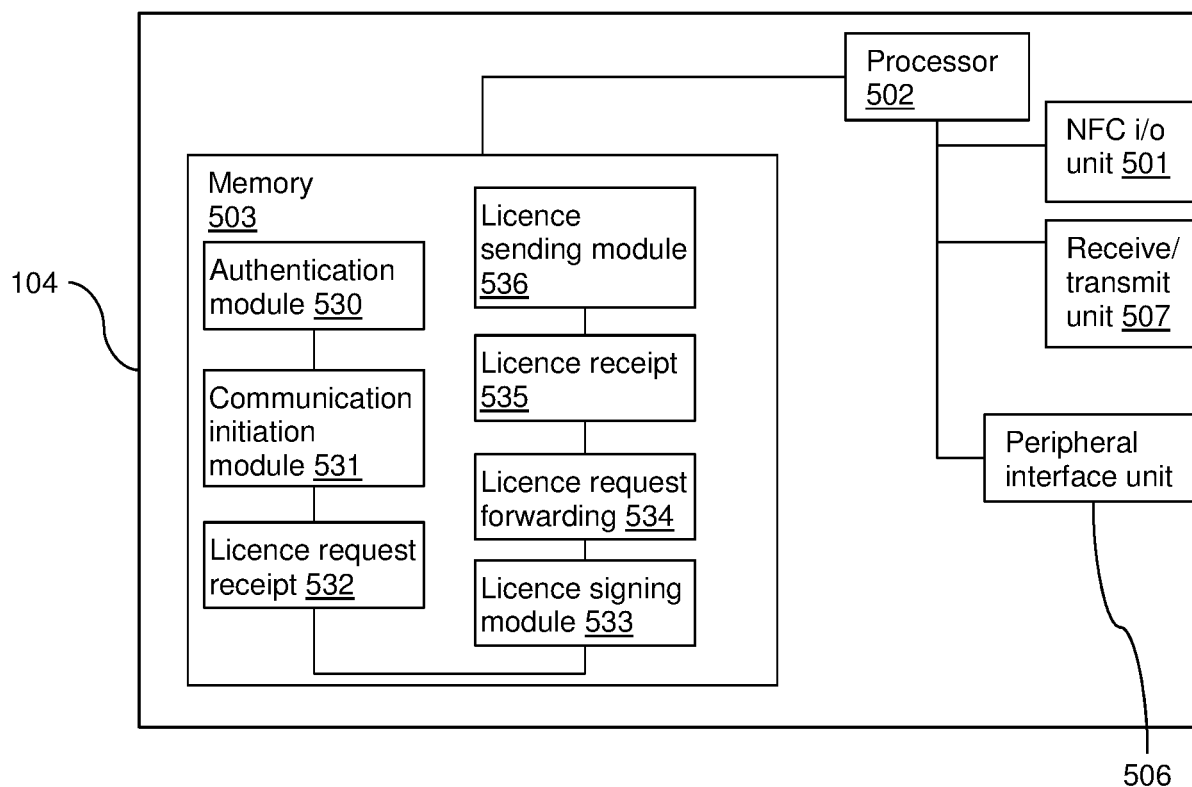 Processor
502
NFC i/o
unit 501
Receive/
transmit
unit 507
Peripheral
interface unit
506
104
Memory
503
Authentication
module 530
Communication
initiation
module 531
Licence request
receipt 532
Licence
sending module
536
Licence receipt
535
Licence request
forwarding 534
Licence signing
module 533